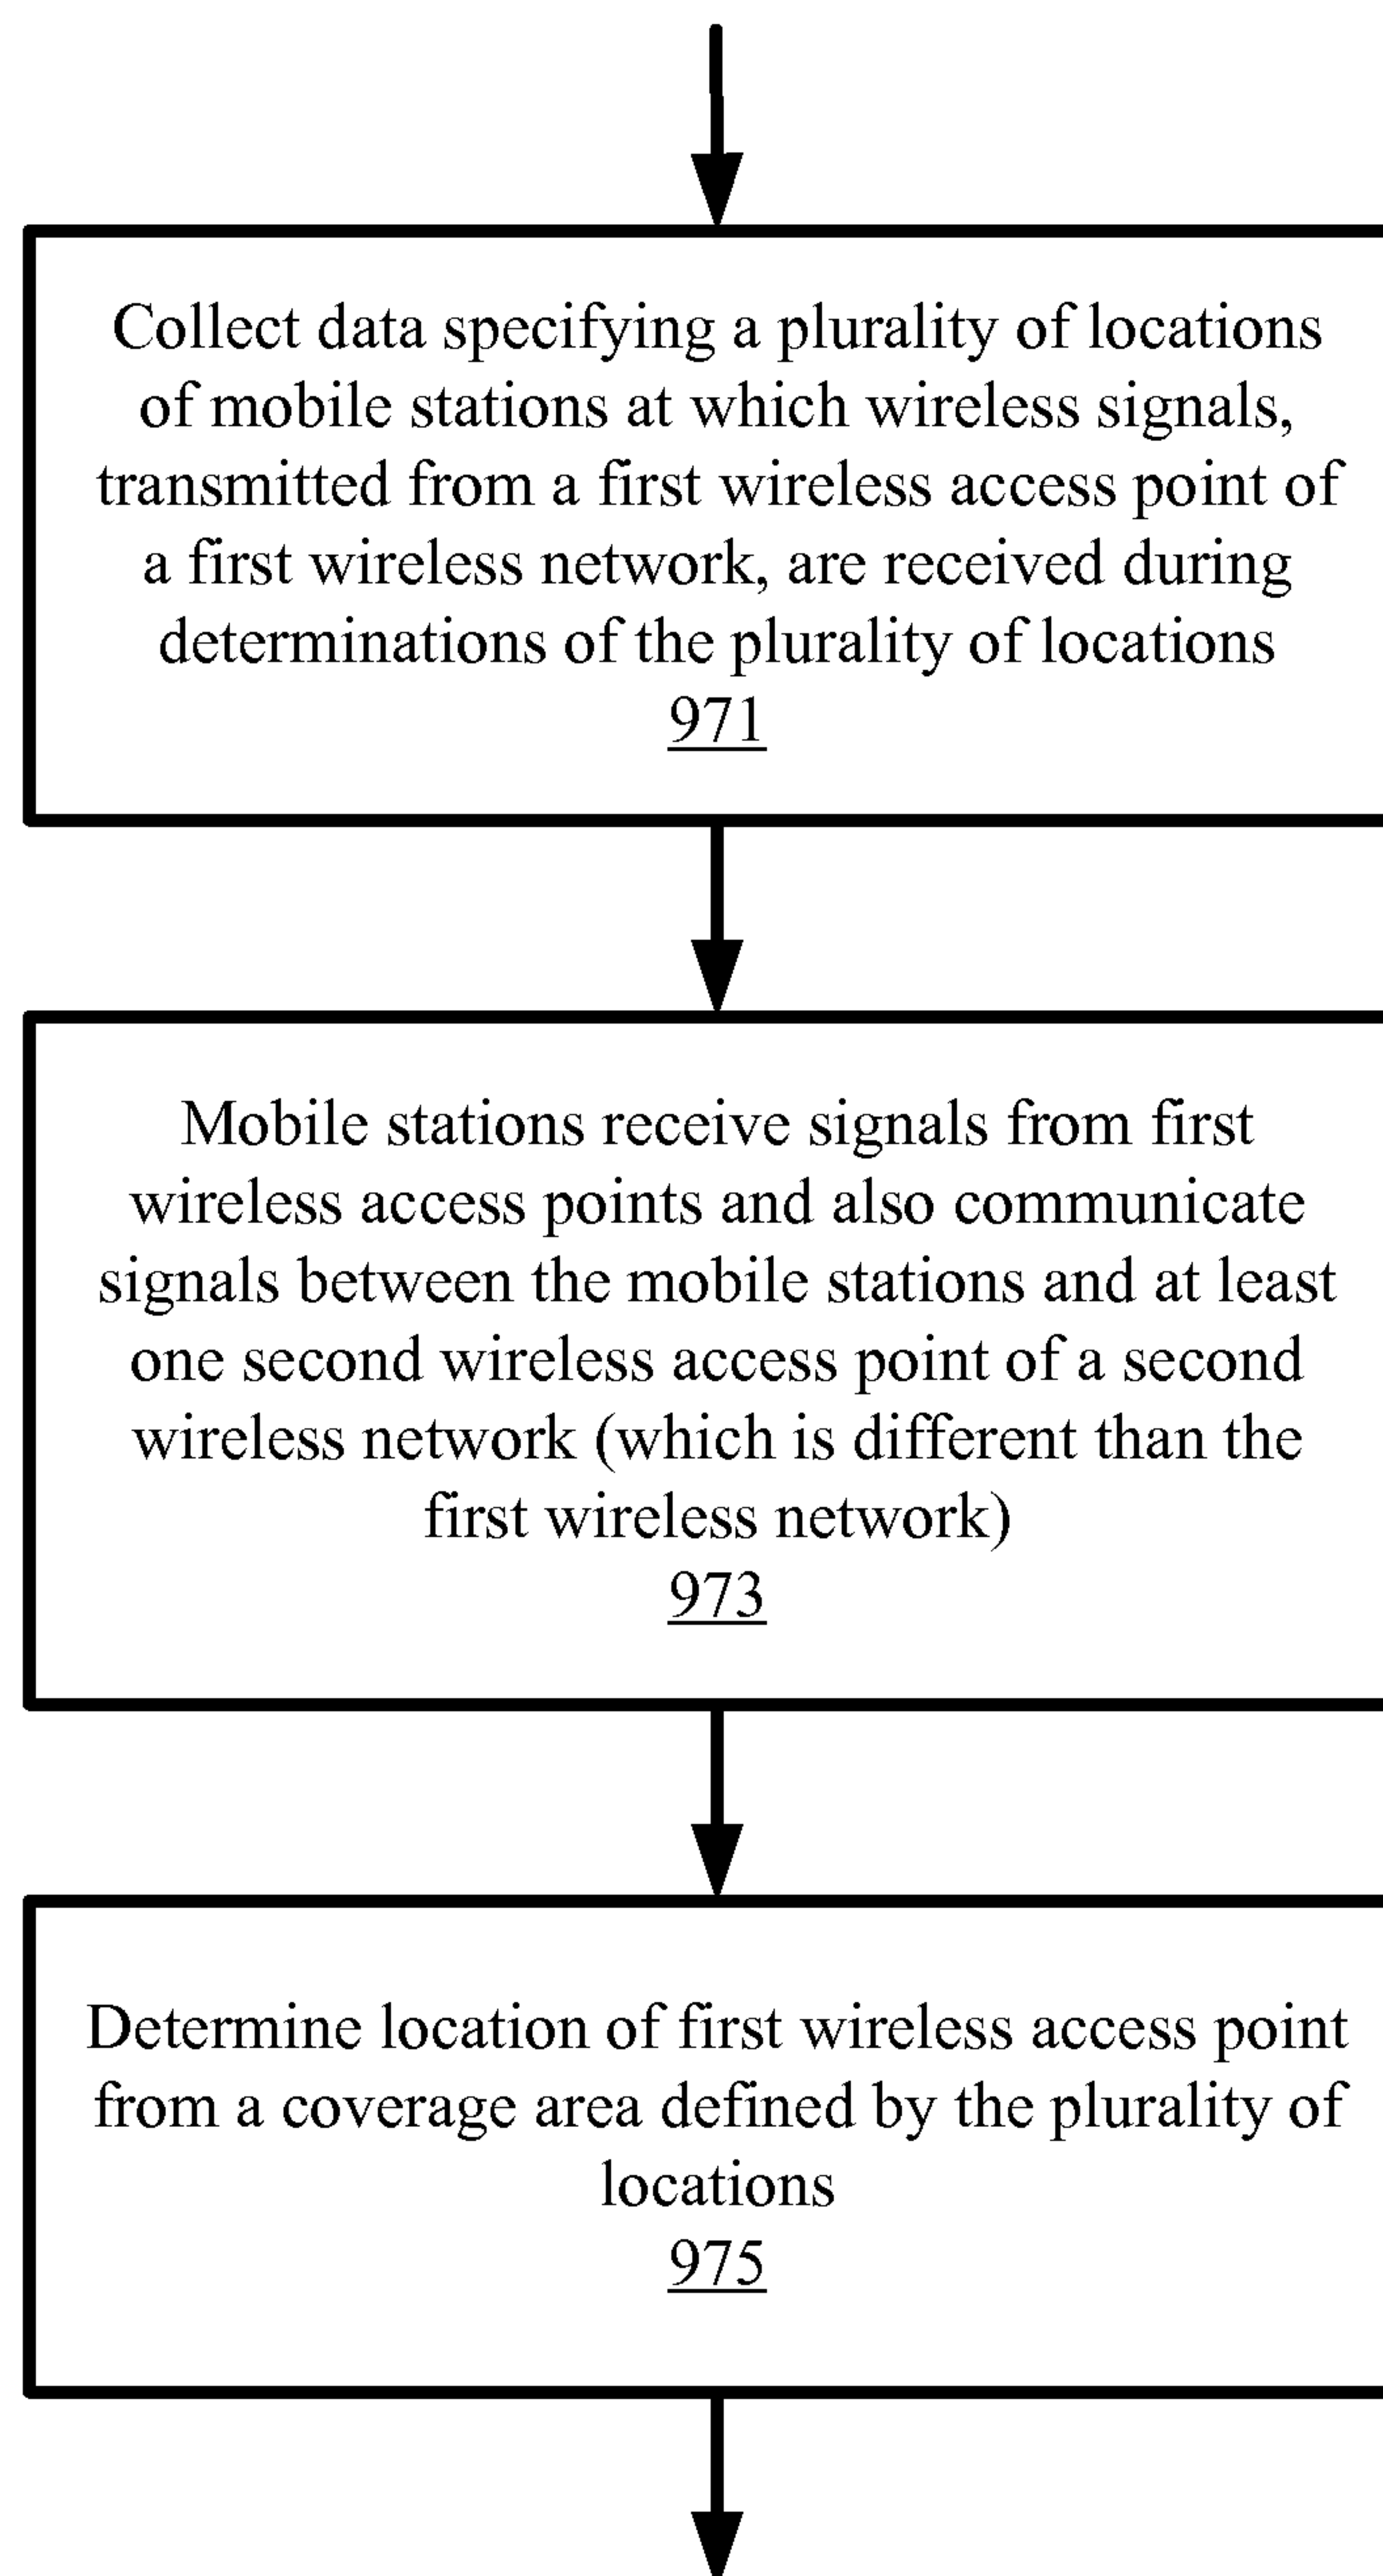 Collect data specifying a plurality of locations
of mobile stations at which wireless signals,
transmitted from a first wireless access point of
a first wireless network, are received during
determinations of the plurality of locations
971
Mobile stations receive signals from first
wireless access points and also communicate
signals between the mobile stations and at least
one second wireless access point of a second
wireless network (which is different than the
first wireless network)
973
Determine location of first wireless access point
from a coverage area defined by the plurality of
locations
975